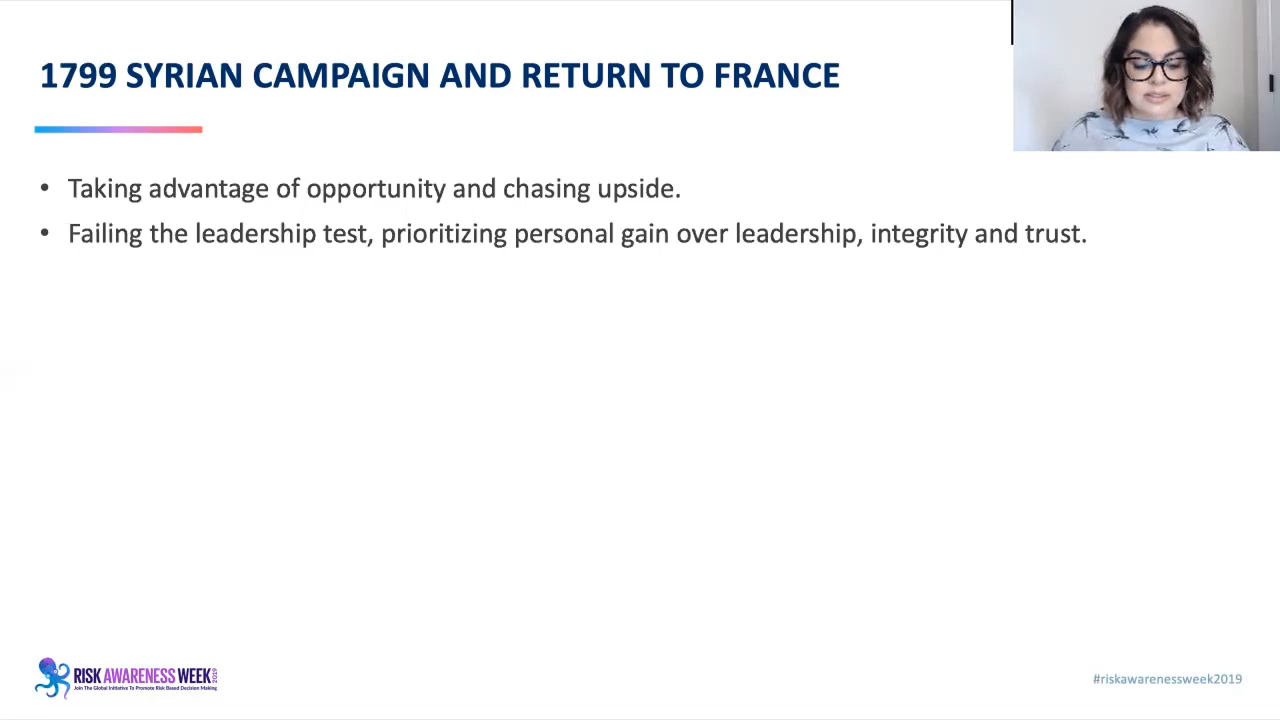 1799 SYRIAN CAMPAIGN AND RETURN TO FRANCE
• Taking advantage of opportunity and chasing upside.
• Failing the leadership test, prioritizing personal gain over leadership, integrity and trust.
RISK AWARENESS WEEK 2019
Join The Global Initiative To Promote Risk Based Decision Making
#riskawarenessweek2019